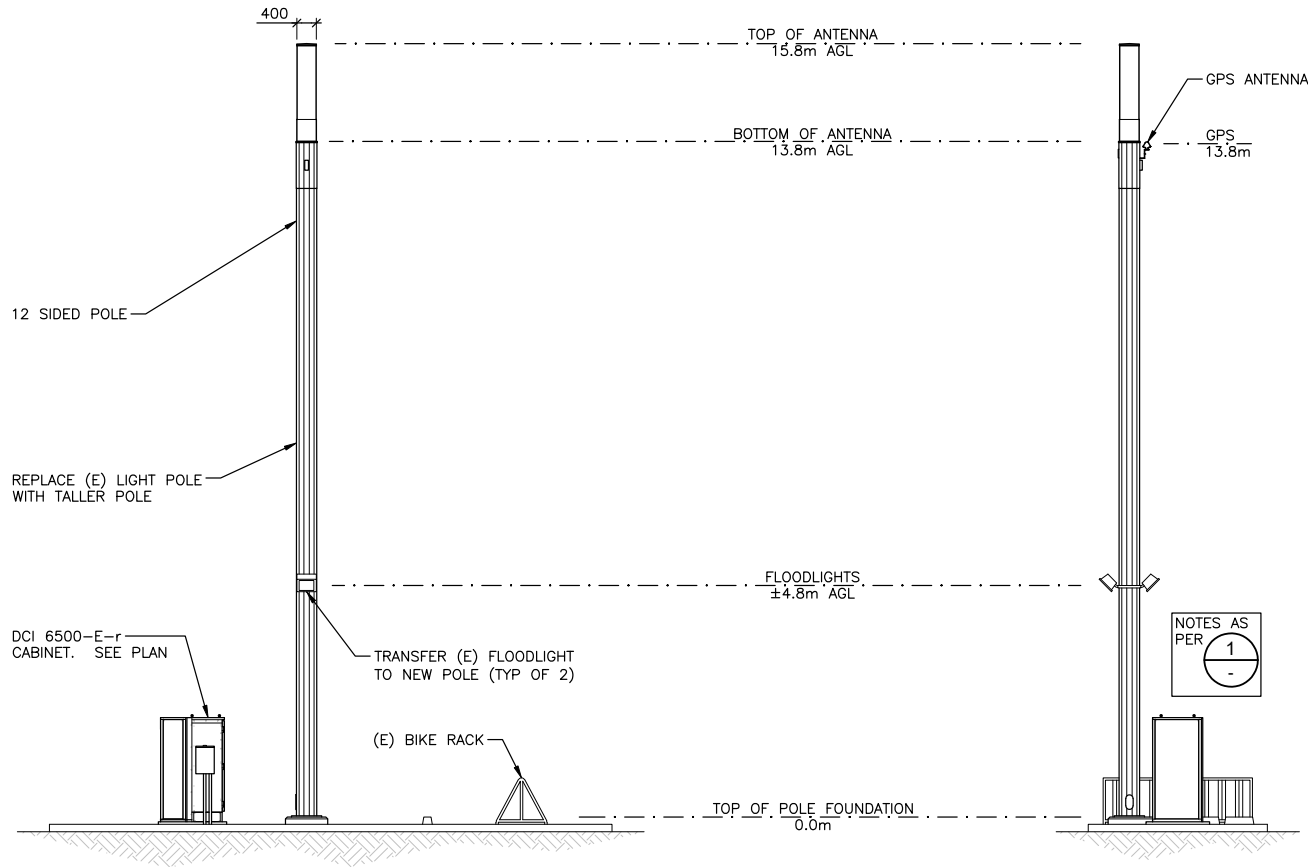 400
TOP OF ANTENNA
15.8m AGL
GPS ANTENNA
BOTTOM OF ANTENNA
13.8m AGL
GPS
13.8m
12 SIDED POLE
REPLACE (E) LIGHT POLE
WITH TALLER POLE
FLOODLIGHTS
±4.8m AGL
DCI 6500-E-r
CABINET. SEE PLAN
TRANSFER (E) FLOODLIGHT
TO NEW POLE (TYP OF 2)
NOTES AS
PER
1
-
(E) BIKE RACK
TOP OF POLE FOUNDATION
0.0m